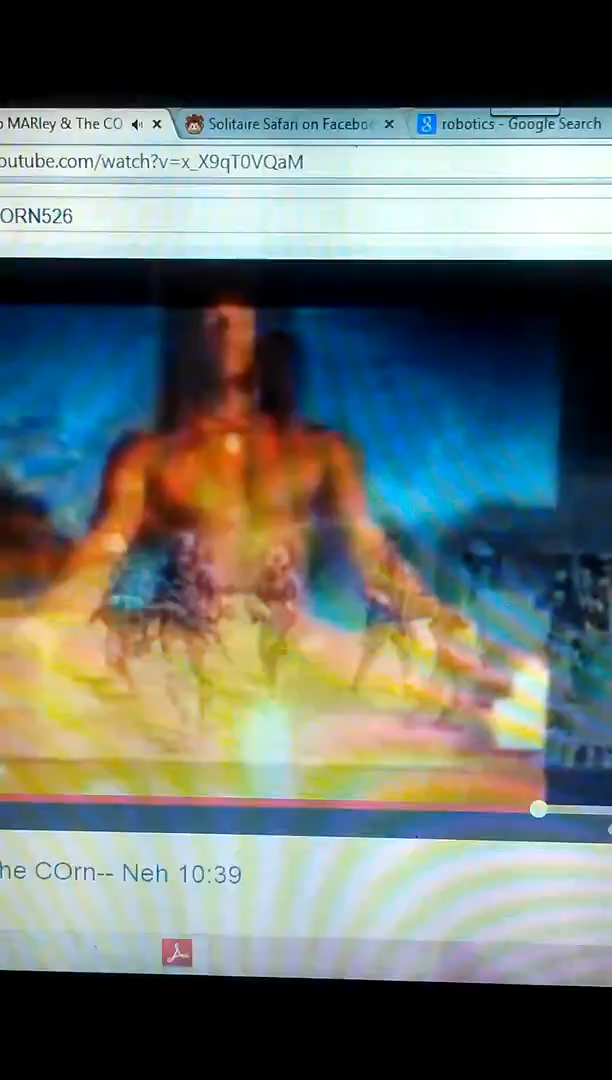 o MARley & The CO
Solitaire Safari on Facebo
robotics - Google Search
outube.com/watch?v=x_X9qT0VQaM
ORN526
he COrn-- Neh 10:39